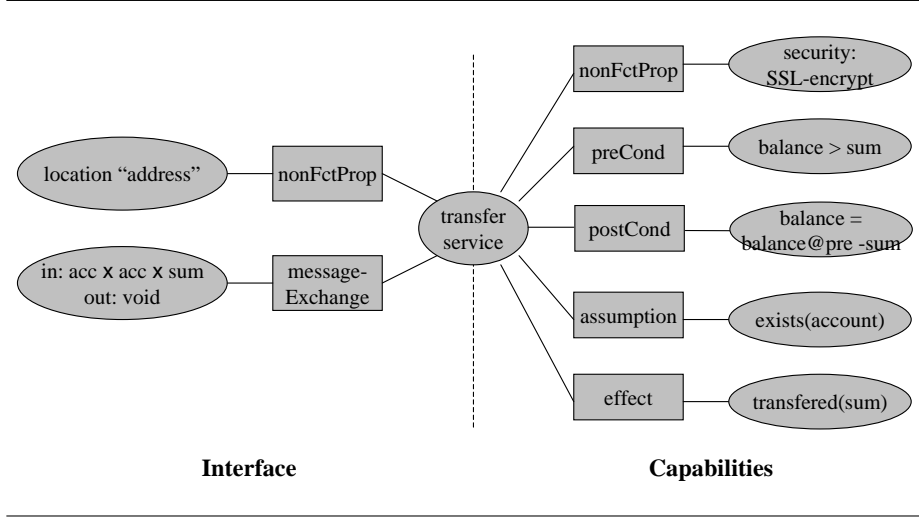 location “address”
nonFctProp
in: acc x acc x sum
out: void
message-
Exchange
transfer
service
nonFctProp
security:
SSL-encrypt
preCond
balance > sum
postCond
balance =
balance@pre -sum
assumption
exists(account)
effect
transfered(sum)
Interface
Capabilities